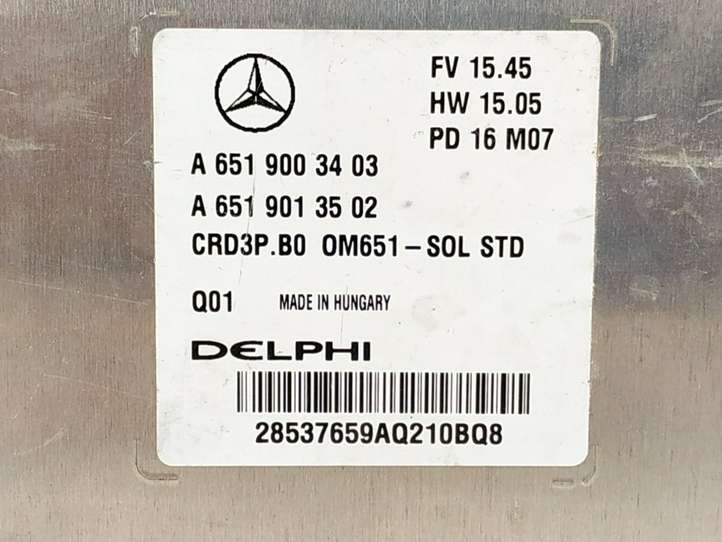 FV 15.45
HW 15.05
PD 16 M07
A 651 900 34 03
A 651 901 35 02
CRD3P.B0 OM651-SOL STD
Q01 MADE IN HUNGARY
DELPHI
28537659AQ210BQ8